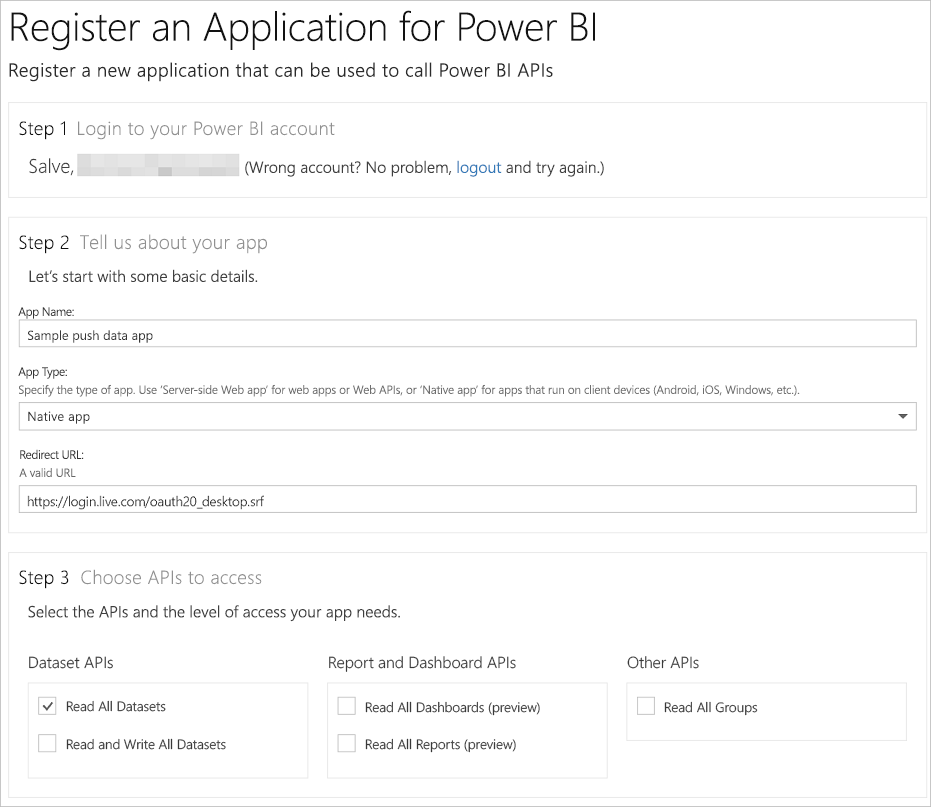 Register an Application for Power BI
Register a new application that can be used to call Power BI APIs
Step 1 Login to your Power BI account
Salve, (Wrong account? No problem, logout and try again.)
Step 2 Tell us about your app
Let's start with some basic details.
App Name:
Sample push data app
App Type:
Specify the type of app. Use 'Server-side Web app' for web apps or Web APIs, or 'Native app' for apps that run on client devices (Android, iOS, Windows, etc.).
Native app
Redirect URL:
A valid URL
https://login.live.com/oauth20_desktop.srf
Step 3 Choose APIs to access
Select the APIs and the level of access your app needs.
Dataset APIs
Read All Datasets
Read and Write All Datasets
Report and Dashboard APIs
Read All Dashboards (preview)
Read All Reports (preview)
Other APIs
Read All Groups